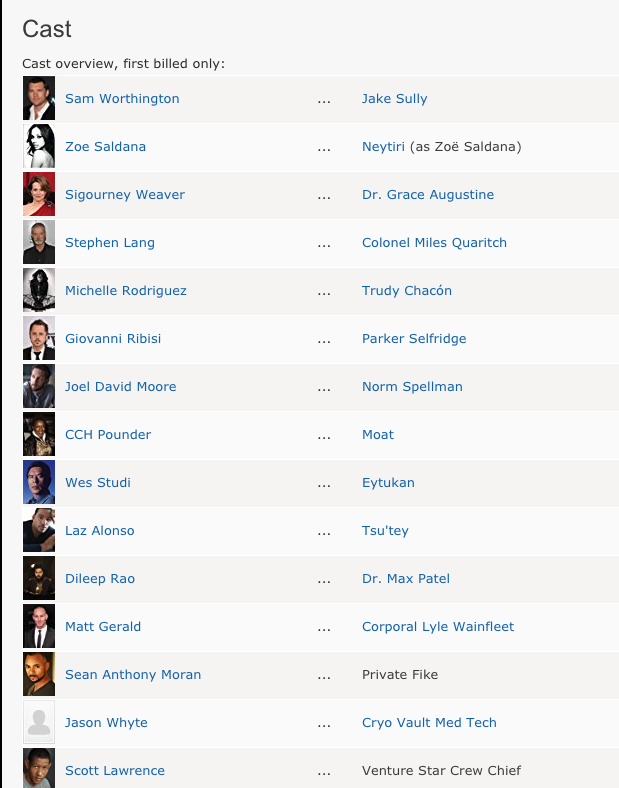 Cast
Cast overview, first billed only:
Sam Worthington ... Jake Sully
Zoe Saldana ... Neytiri (as Zoë Saldana)
Sigourney Weaver ... Dr. Grace Augustine
Stephen Lang ... Colonel Miles Quaritch
Michelle Rodriguez ... Trudy Chacón
Giovanni Ribisi ... Parker Selfridge
Joel David Moore ... Norm Spellman
CCH Pounder ... Moat
Wes Studi ... Eytukan
Laz Alonso ... Tsu'tey
Dileep Rao ... Dr. Max Patel
Matt Gerald ... Corporal Lyle Wainfleet
Sean Anthony Moran ... Private Fike
Jason Whyte ... Cryo Vault Med Tech
Scott Lawrence ... Venture Star Crew Chief